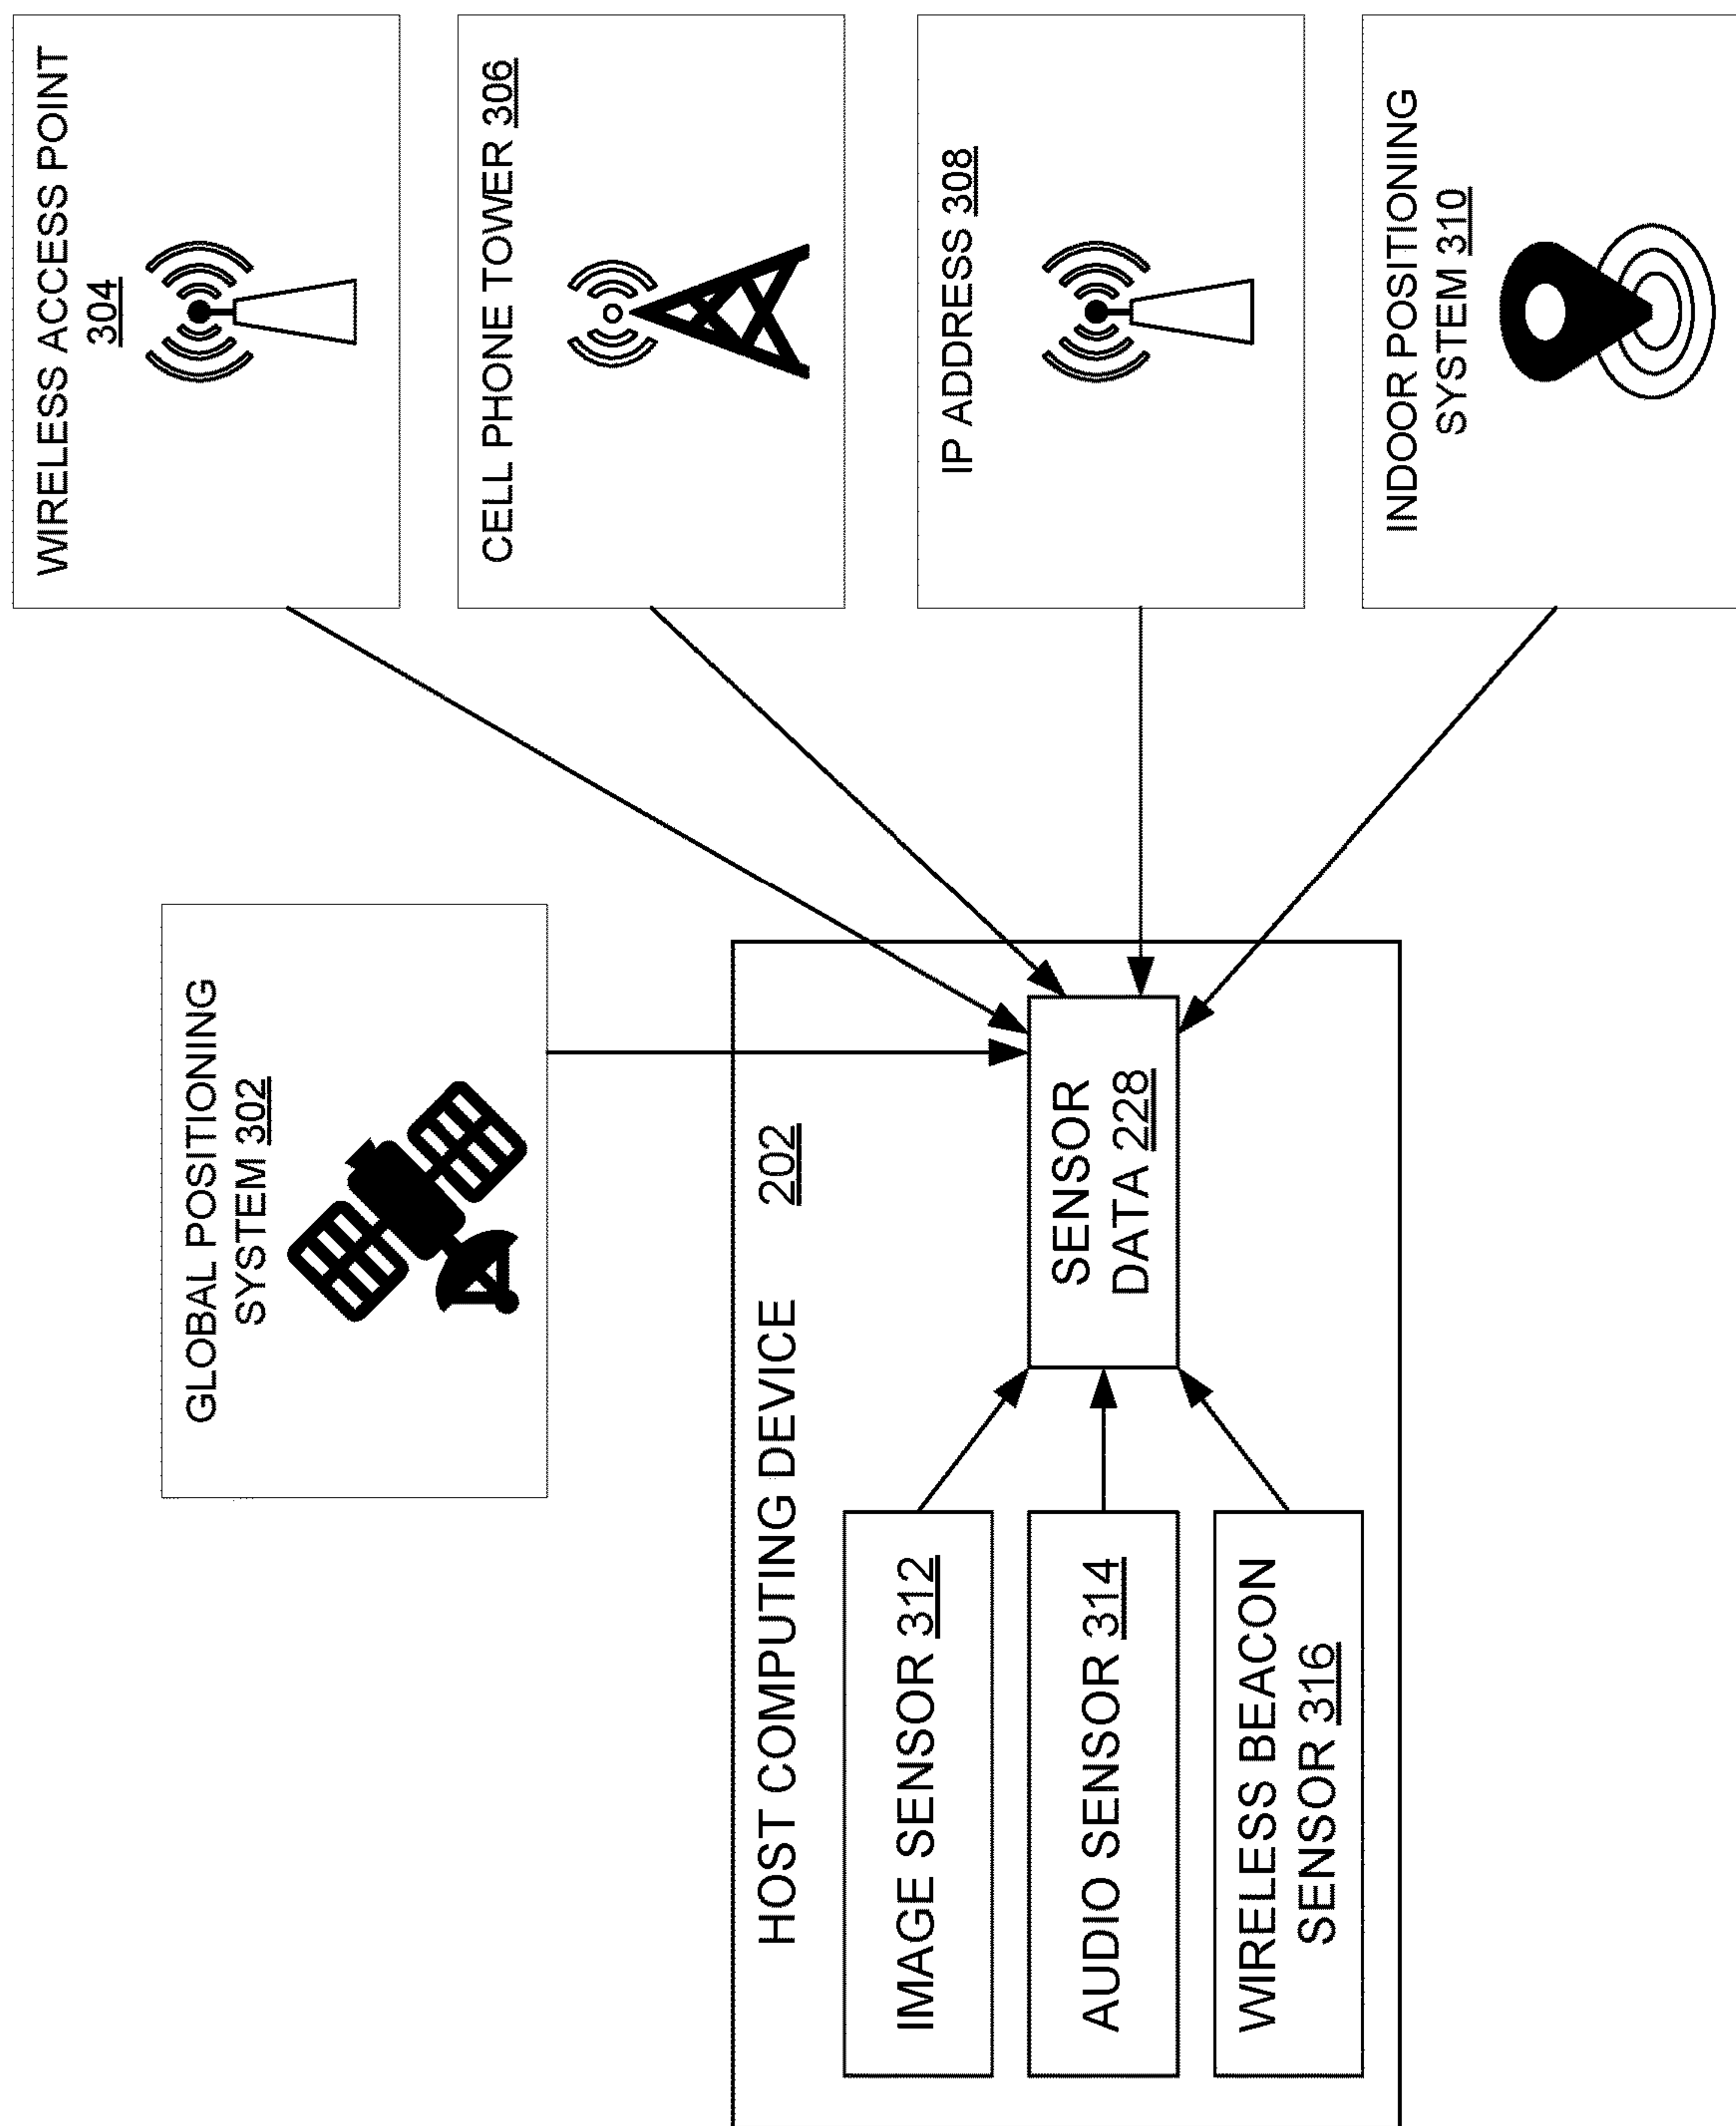 GLOBAL POSITIONING
SYSTEM 302
WIRELESS ACCESS POINT
304
CELL PHONE TOWER 306
IP ADDRESS 308
INDOOR POSITIONING
SYSTEM 310
HOST COMPUTING DEVICE 202
IMAGE SENSOR 312
AUDIO SENSOR 314
WIRELESS BEACON
SENSOR 316
SENSOR
DATA 228